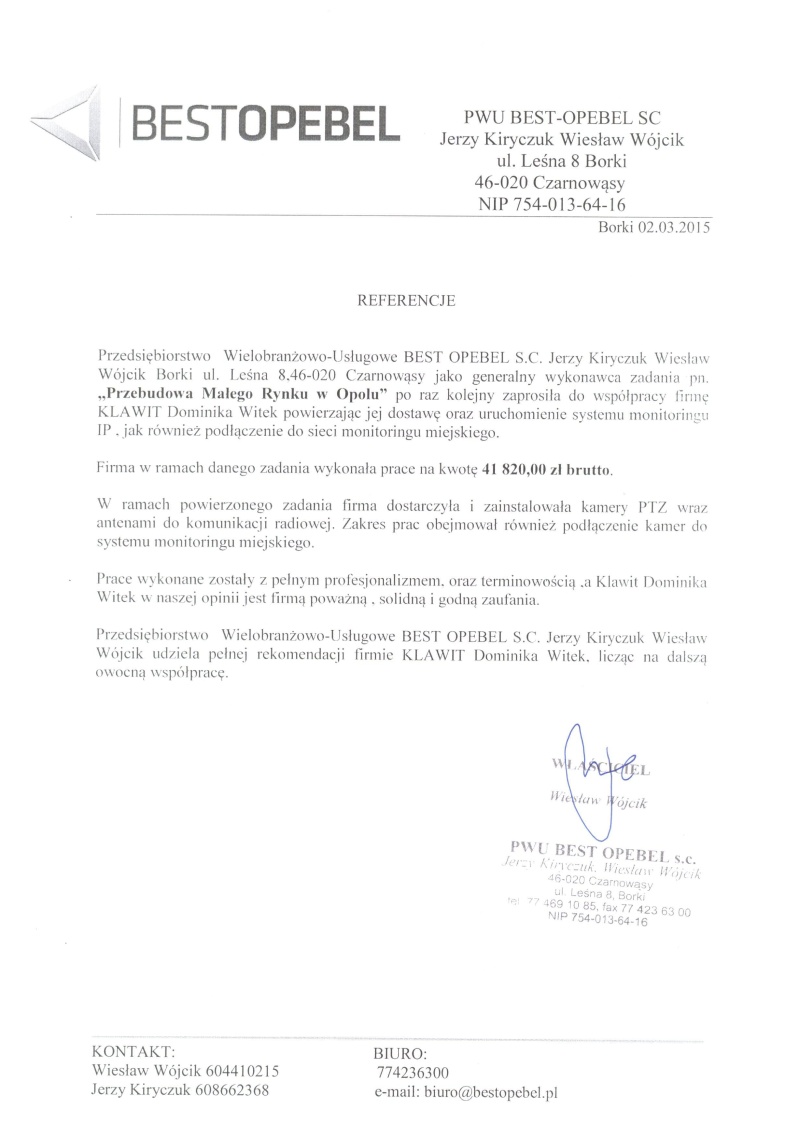 BESTOPEBEL
PWU BEST-OPEBEL SC
Jerzy Kiryczuk Wiesław Wójcik
ul. Leśna 8 Borki
46-020 Czarnowąsy
NIP 754-013-64-16
Borki 02.03.2015
REFERENCJE
Przedsiębiorstwo Wielobranżowo-Usługowe BEST OPEBEL S.C. Jerzy Kiryczuk Wiesław
Wójcik Borki ul. Leśna 8,46-020 Czarnowąsy jako generalny wykonawca zadania pn.
„Przebudowa Małego Rynku w Opolu" po raz kolejny zaprosiła do współpracy firmę
KLAWIT Dominika Witek powierzając jej dostawę oraz uruchomienie systemu monitoringu
IP , jak również podłączenie do sieci monitoringu miejskiego.
Firma w ramach danego zadania wykonała prace na kwotę 41 820,00 zł brutto.
W ramach powierzonego zadania firma dostarczyła i zainstalowała kamery PTZ wraz
antenami do komunikacji radiowej. Zakres prac obejmował również podłączenie kamer do
systemu monitoringu miejskiego.
Prace wykonane zostały z pełnym profesjonalizmem, oraz terminowością ,a Klawit Dominika
Witek w naszej opinii jest firmą poważną , solidną i godną zaufania.
Przedsiębiorstwo Wielobranżowo-Usługowe BEST OPEBEL S.C. Jerzy Kiryczuk Wiesław
Wójcik udziela pełnej rekomendacji firmie KLAWIT Dominika Witek, licząc na dalszą
owocną współpracę.
WŁAŚCICIEL
Wiesław Wójcik
PWU BEST OPEBEL s.c.
Jerzy Kiryczuk, Wiesław Wójcik
46-020 Czarnowąsy
ul. Leśna 8, Borki
tel. 77 469 10 85, fax 77 423 63 00
NIP 754-013-64-16
KONTAKT:
Wiesław Wójcik 604410215
Jerzy Kiryczuk 608662368
BIURO:
774236300
e-mail: biuro@bestopebel.pl